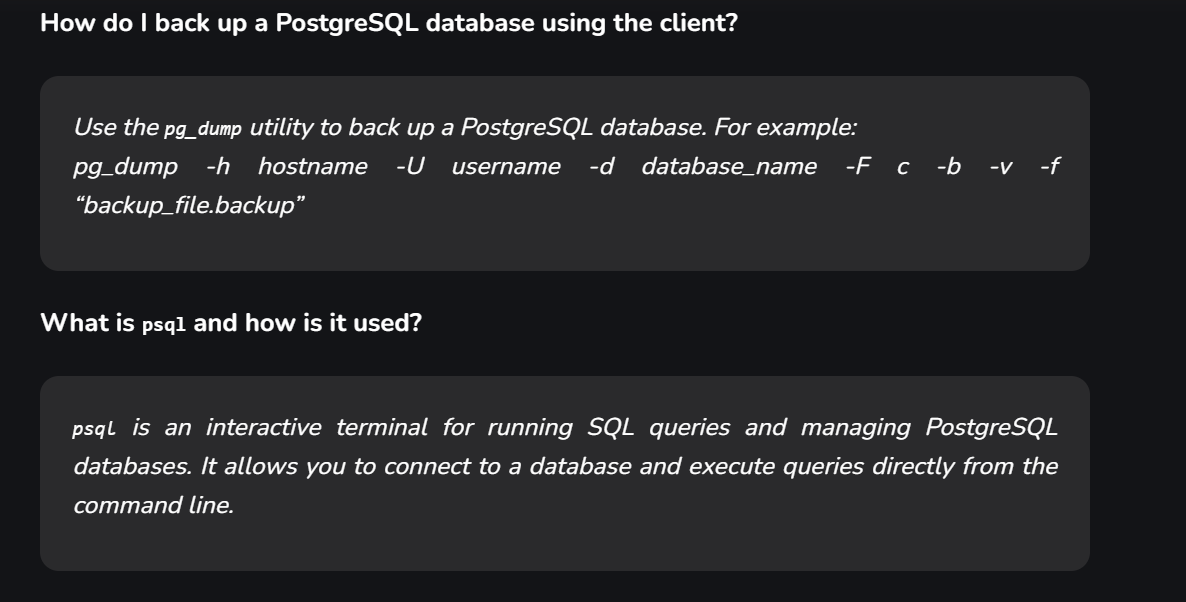 How do I back up a PostgreSQL database using the client?
Use the pg_dump utility to back up a PostgreSQL database. For example:
pg_dump -h hostname -U username -d database_name -F c -b -v -f
“backup_file.backup”
What is psql and how is it used?
psql is an interactive terminal for running SQL queries and managing PostgreSQL
databases. It allows you to connect to a database and execute queries directly from the
command line.